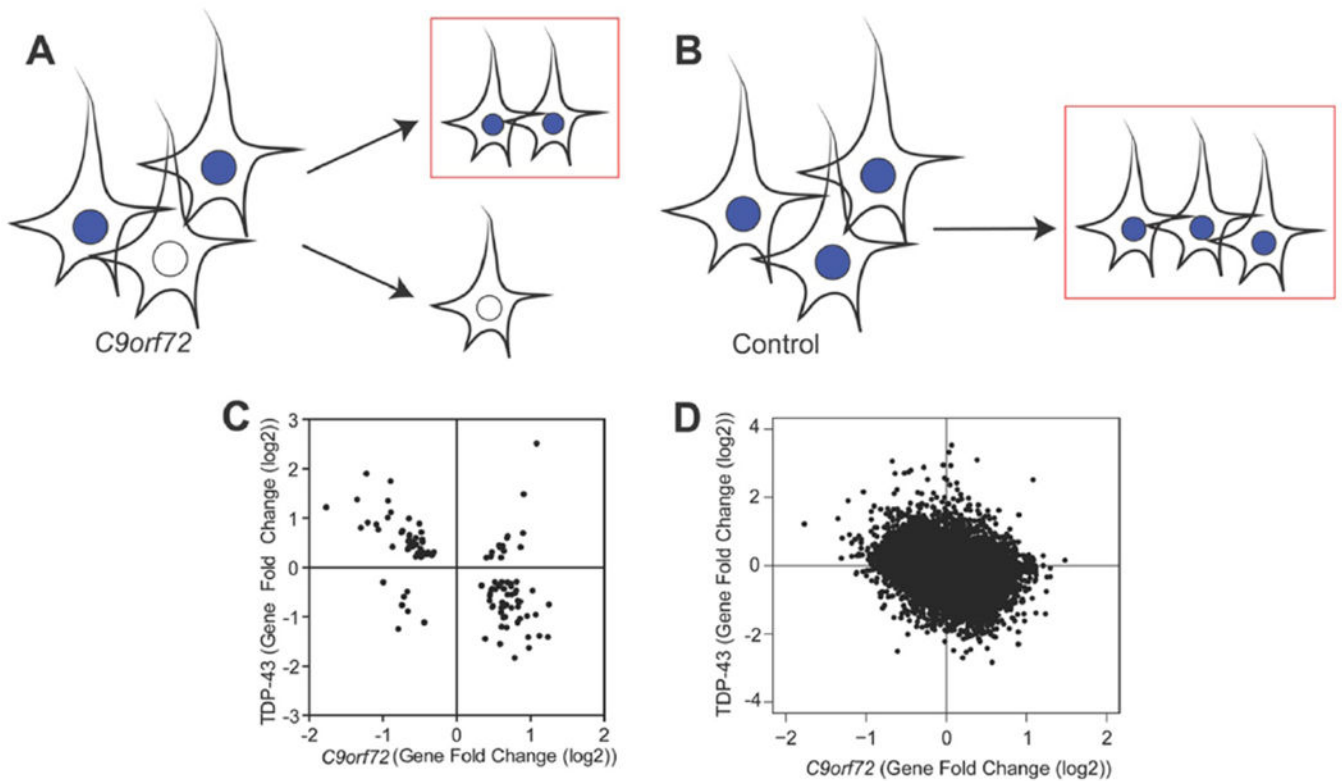 A
B
C9orf72
Control
C
TDP-43 (Gene Fold Change (log2))
3
2
1
0
-1
-2
-3
-2
-1
0
1
2
C9orf72 (Gene Fold Change (log2))
D
TDP-43 (Gene Fold Change (log2))
4
2
0
-2
-4
−2
−1
0
1
2
C9orf72 (Gene Fold Change (log2))